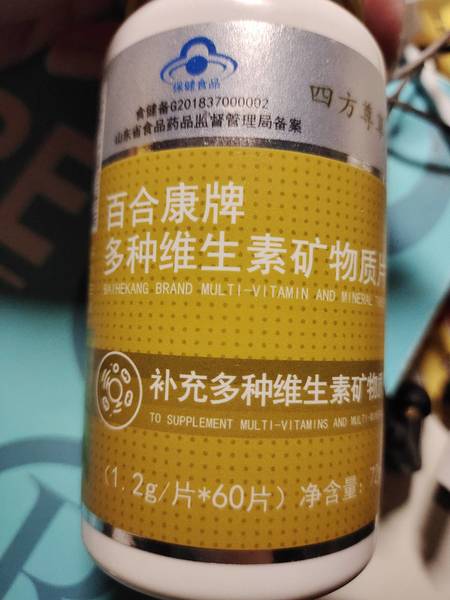 保健食品
食健备G201837000002
山东省食品药品监督管理局备案
四方尊
百合康牌
多种维生素矿物质片
BAIHEKANG BRAND MULTI-VITAMIN AND MINERAL
补充多种维生素矿物质
TO SUPPLEMENT MULTI-VITAMINS AND MULTI-
(1.2g/片*60片) 净含量: 7